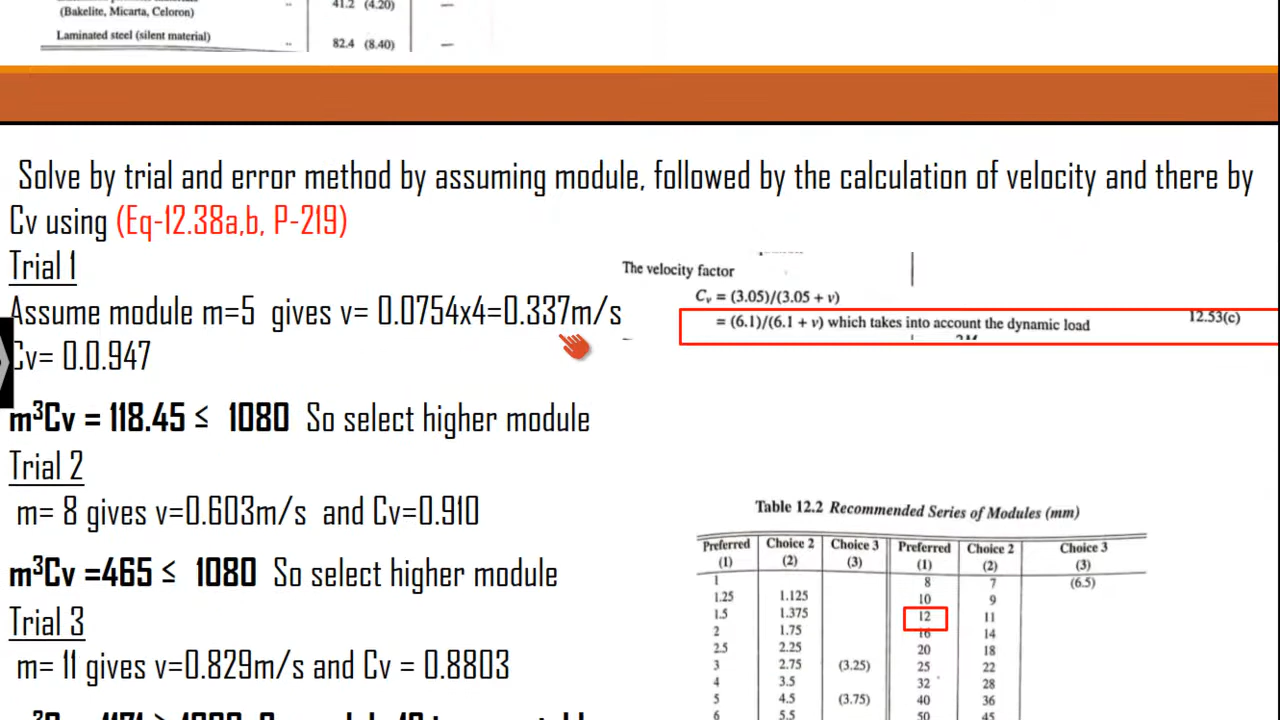 (Bakelite, Micarta, Celoron) 41.2 (4.20) —
Laminated steel (silent material) ,, 82.4 (8.40) —
Solve by trial and error method by assuming module, followed by the calculation of velocity and there by
Cv using (Eq-12.38a,b, P-219)
Trial 1
Assume module m=5 gives v= 0.0754x4=0.337m/s
Cv= 0.0.947
m³Cv = 118.45 ≤ 1080 So select higher module
Trial 2
m= 8 gives v=0.603m/s and Cv=0.910
m³Cv =465 ≤ 1080 So select higher module
Trial 3
m= 11 gives v=0.829m/s and Cv = 0.8803
The velocity factor
Cv = (3.05)/(3.05 + v)
= (6.1)/(6.1 + v) which takes into account the dynamic load 12.53(c)
Table 12.2 Recommended Series of Modules (mm)
Preferred Choice 2 Choice 3 Preferred Choice 2 Choice 3
(1) (2) (3) (1) (2) (3)
1 8 7 (6.5)
1.25 1.125 10 9
1.5 1.375 12 11
2 1.75 16 14
2.5 2.25 20 18
3 2.75 (3.25) 25 22
4 3.5 32 28
5 4.5 (3.75) 40 36
6 5.5 50 45